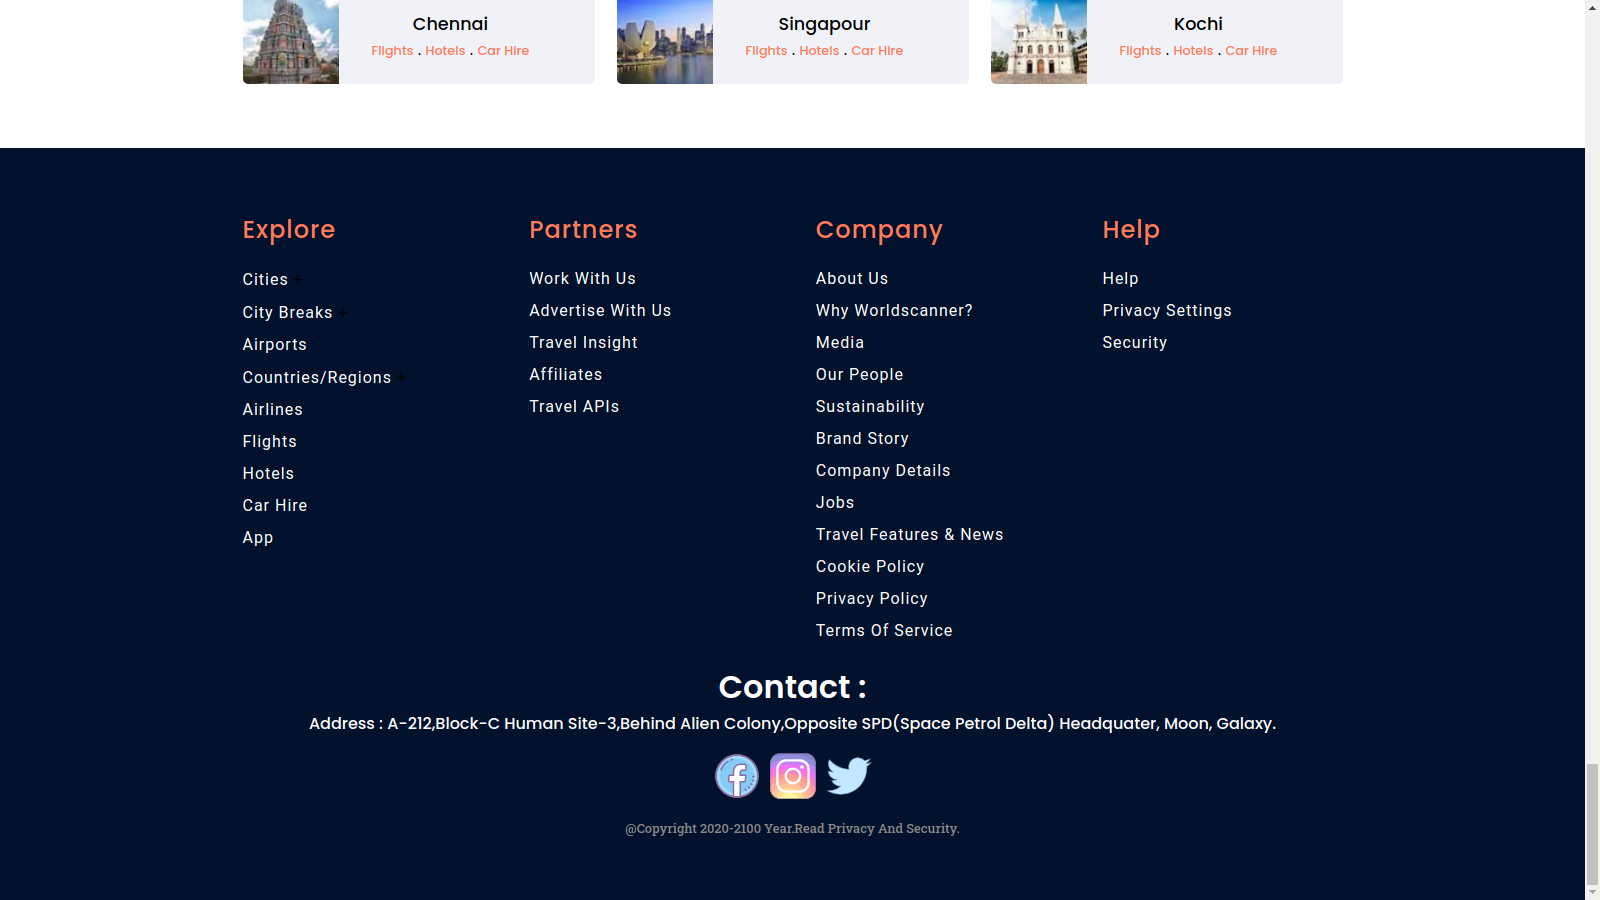 Chennai
Flights . Hotels . Car Hire
Singapour
Flights . Hotels . Car Hire
Kochi
Flights . Hotels . Car Hire
Explore
Cities +
City Breaks +
Airports
Countries/Regions +
Airlines
Flights
Hotels
Car Hire
App
Partners
Work With Us
Advertise With Us
Travel Insight
Affiliates
Travel APIs
Company
About Us
Why Worldscanner?
Media
Our People
Sustainability
Brand Story
Company Details
Jobs
Travel Features & News
Cookie Policy
Privacy Policy
Terms Of Service
Help
Help
Privacy Settings
Security
Contact :
Address : A-212,Block-C Human Site-3,Behind Alien Colony,Opposite SPD(Space Petrol Delta) Headquater, Moon, Galaxy.
@Copyright 2020-2100 Year.Read Privacy And Security.